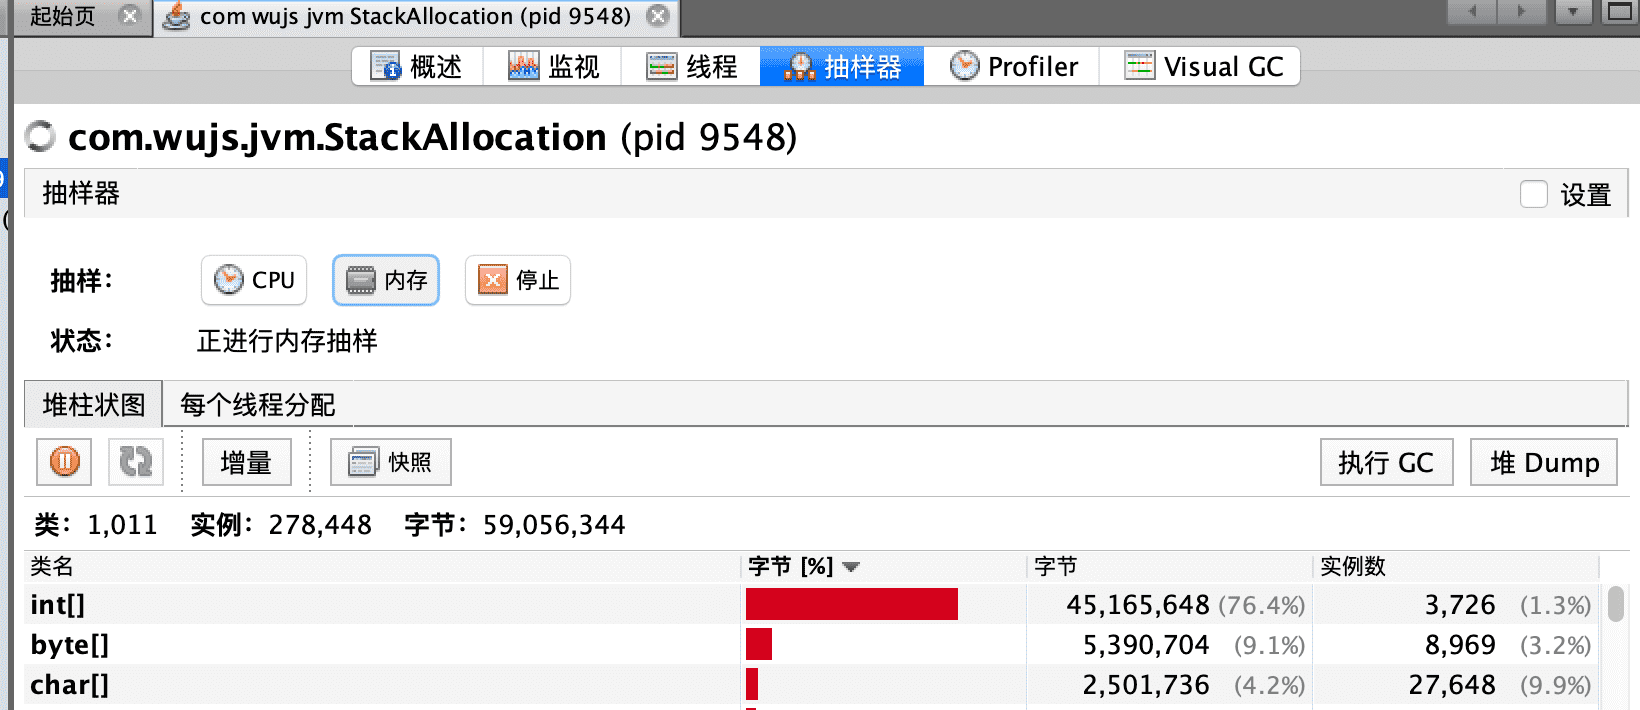 起始页 com wujs jvm StackAllocation (pid 9548)
概述 监视 线程 抽样器 Profiler Visual GC
com.wujs.jvm.StackAllocation (pid 9548)
抽样器 设置
抽样： CPU 内存 停止
状态： 正进行内存抽样
堆柱状图 每个线程分配
增量 快照 执行 GC 堆 Dump
类： 1,011 实例： 278,448 字节： 59,056,344
类名 字节 [%] 字节 实例数
int[] 45,165,648 (76.4%) 3,726 (1.3%)
byte[] 5,390,704 (9.1%) 8,969 (3.2%)
char[] 2,501,736 (4.2%) 27,648 (9.9%)